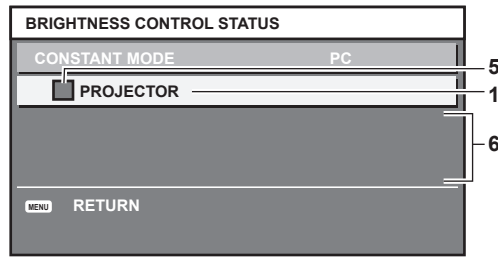 BRIGHTNESS CONTROL STATUS
CONSTANT MODE PC
5
PROJECTOR 1
6
MENU RETURN